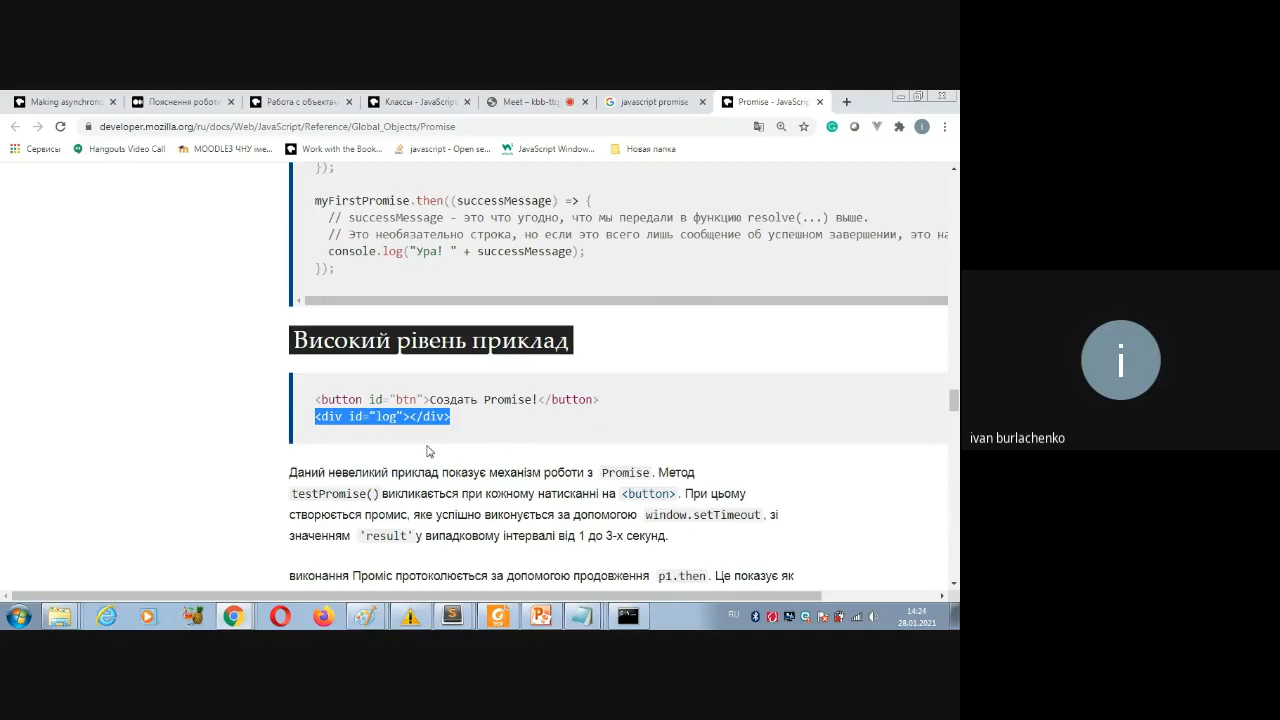 Making asynchrono
Пояснення роботи
Работа с объектам
Классы - JavaScript
Meet – kbb-ttq
javascript promise
Promise - JavaScrip
developer.mozilla.org/ru/docs/Web/JavaScript/Reference/Global_Objects/Promise
Сервисы
Hangouts Video Call
MOODLE3 ЧНУ іме...
Work with the Book...
javascript - Open se...
JavaScript Window...
Новая папка
});
myFirstPromise.then((successMessage) => {
// successMessage - это что угодно, что мы передали в функцию resolve(...) выше.
// Это необязательно строка, но если это всего лишь сообщение об успешном завершении, это на
console.log("Ура! " + successMessage);
});
Високий рівень приклад
<button id="btn">Создать Promise!</button>
<div id="log"></div>
Даний невеликий приклад показує механізм роботи з Promise. Метод
testPromise() викликається при кожному натисканні на <button>. При цьому
створюється промис, яке успішно виконується за допомогою window.setTimeout, зі
значенням 'result' у випадковому інтервалі від 1 до 3-х секунд.
виконання Проміс протоколюється за допомогою продовження p1.then. Це показує як
RU
14:24
28.01.2021
i
ivan burlachenko